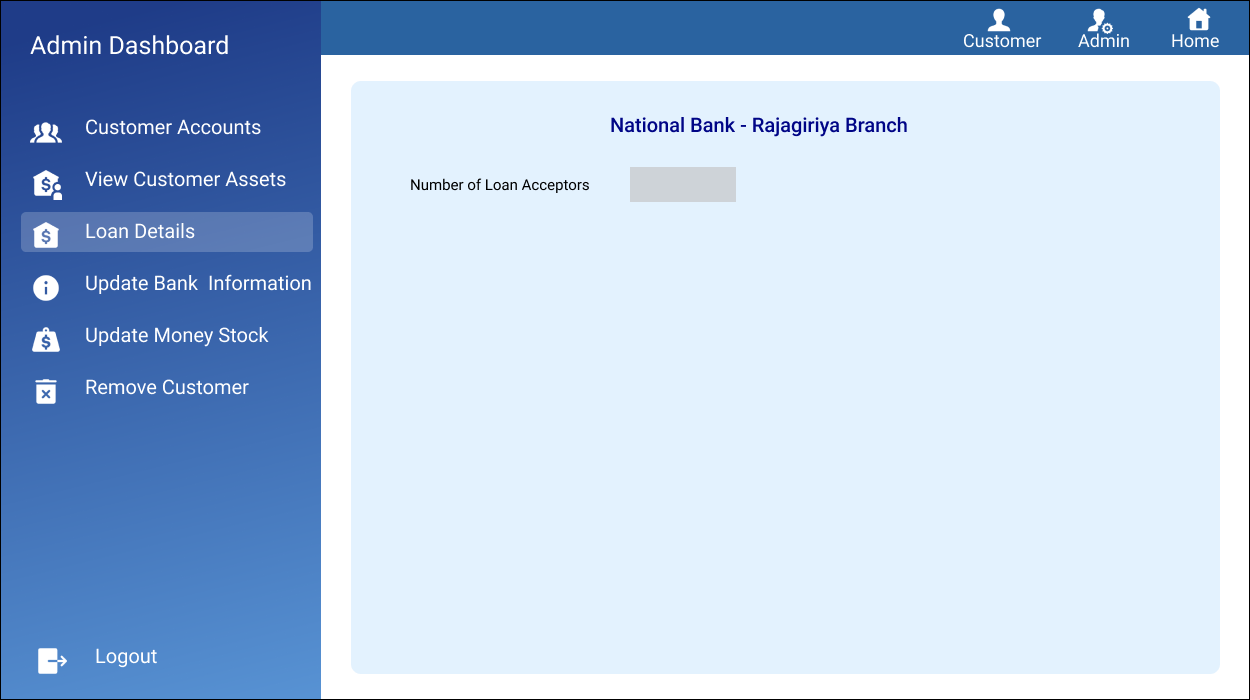 Admin Dashboard
Customer
Admin
Home
Customer Accounts
View Customer Assets
Loan Details
Update Bank  Information
Update Money Stock
Remove Customer
Logout
National Bank - Rajagiriya Branch
Number of Loan Acceptors